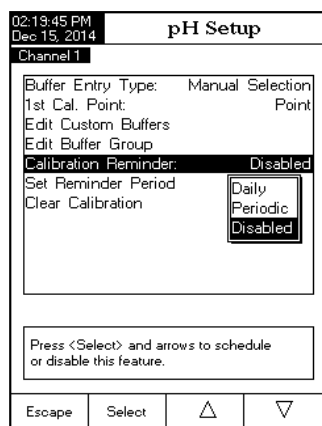 02:19:45 PM
Dec 15, 2014
pH Setup
Channel 1
Buffer Entry Type: Manual Selection
1st Cal. Point: Point
Edit Custom Buffers
Edit Buffer Group
Calibration Reminder: Disabled
Set Reminder Period
Daily
Clear Calibration
Periodic
Disabled
Press <Select> and arrows to schedule
or disable this feature.
Escape Select △ ▽